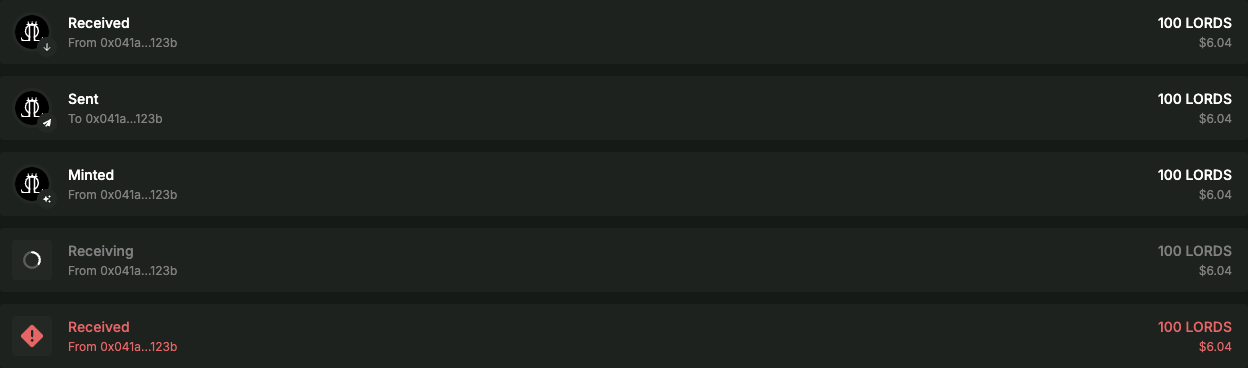 Received
100 LORDS
From 0x041a...123b
$6.04
Sent
100 LORDS
To 0x041a...123b
$6.04
Minted
100 LORDS
From 0x041a...123b
$6.04
Receiving
100 LORDS
From 0x041a...123b
$6.04
Received
100 LORDS
From 0x041a...123b
$6.04